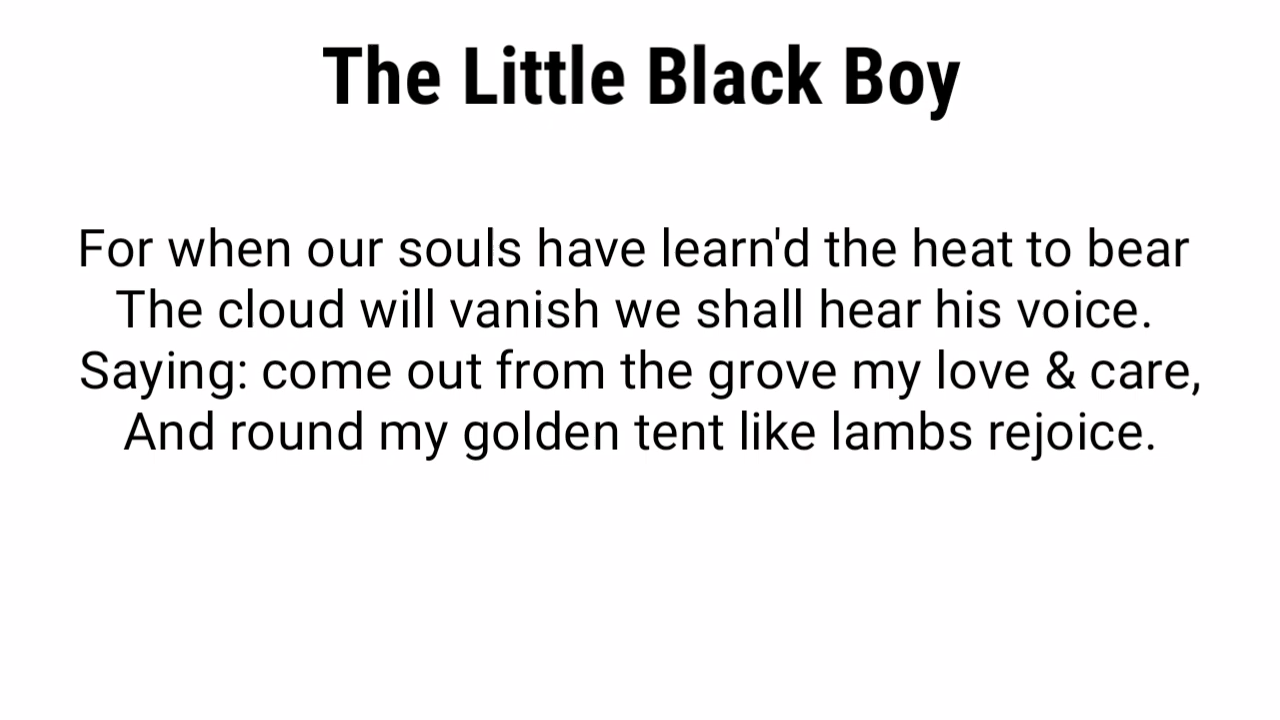 The Little Black Boy
For when our souls have learn'd the heat to bear
The cloud will vanish we shall hear his voice.
Saying: come out from the grove my love & care,
And round my golden tent like lambs rejoice.